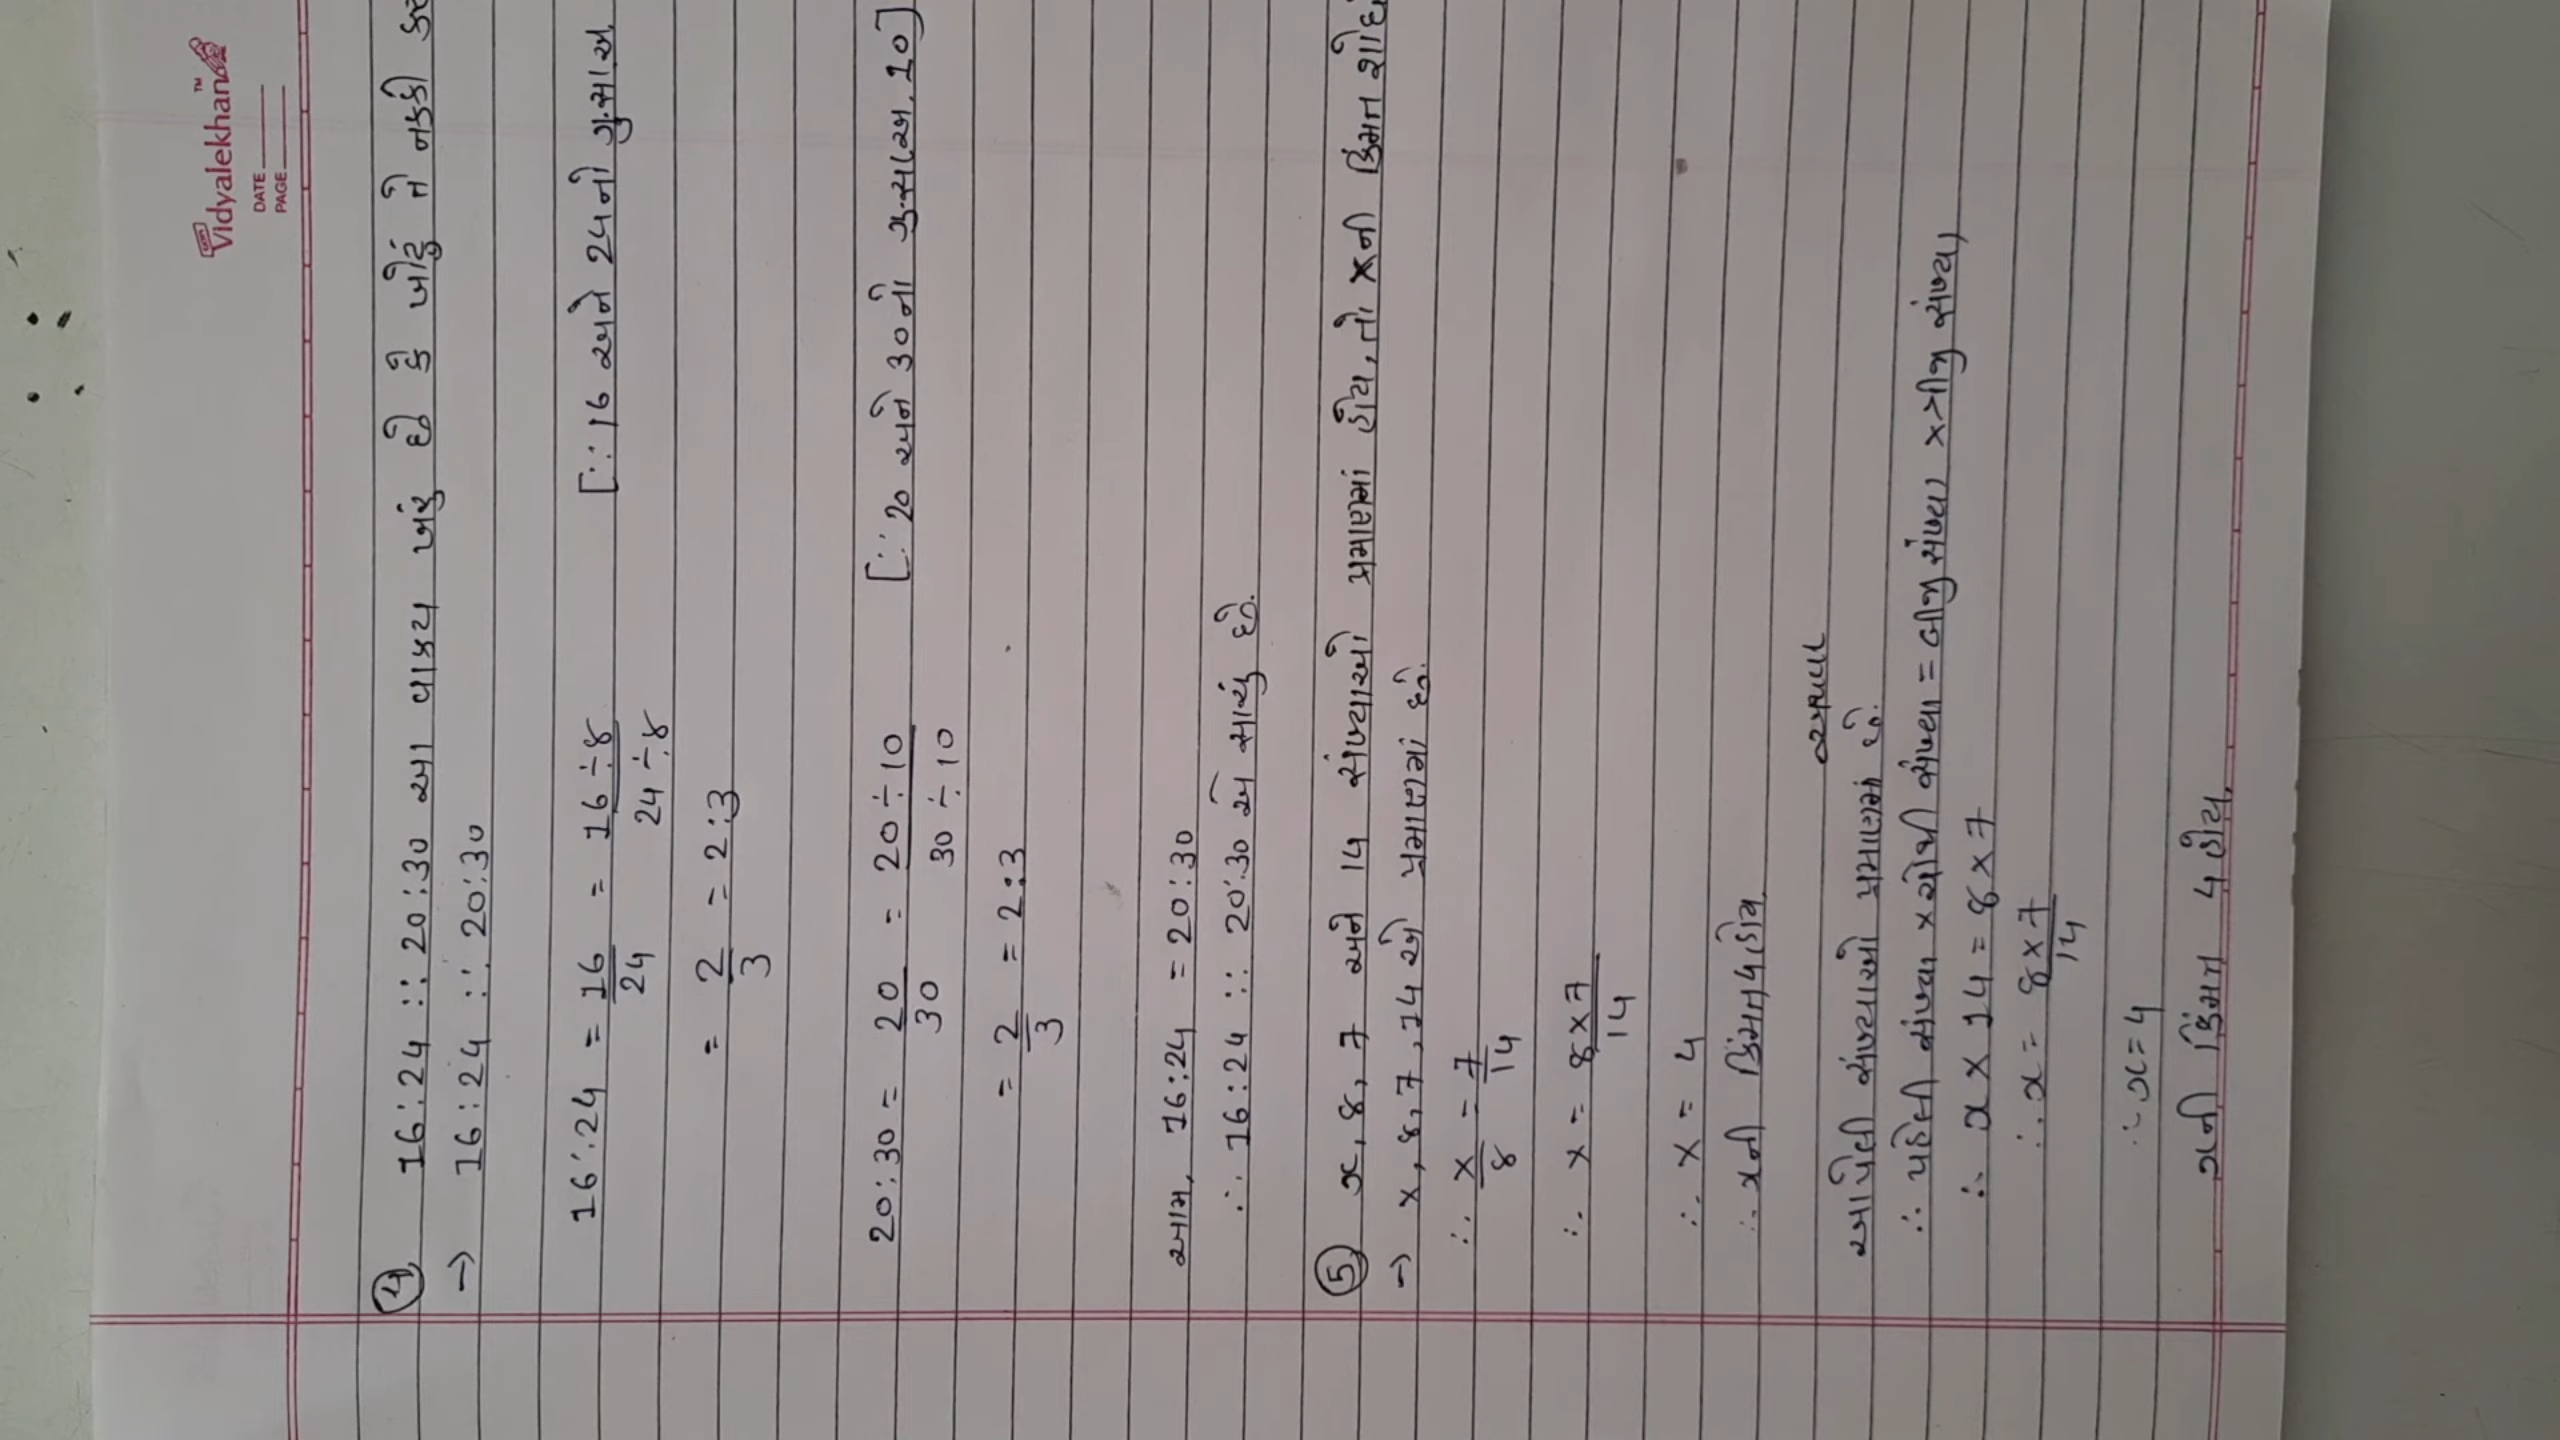 Vidyalekhan™
DATE
PAGE
④ 16:24 :: 20:30 આ વાક્ય ખરું છે કે ખોટું તે નક્કી
→ 16:24 :: 20:30
16:24 = 16/24 = 16÷8/24÷8 [∵ 16 અને 24નો ગુ.સા.અ.
= 2/3 = 2:3
20:30 = 20/30 = 20÷10/30÷10 [∵ 20 અને 30નો ગુ.સા.અ. 10]
= 2/3 = 2:3
આમ, 16:24 = 20:30
∴ 16:24 :: 20:30 એ સાચું છે.
⑤ x, 8, 7 અને 14 સંખ્યાઓ પ્રમાણમાં હોય, તો xની કિંમત શોધો
→ x, 8, 7, 14 એ પ્રમાણમાં છે.
∴ x/8 = 7/14
∴ x = 8×7/14
∴ x = 4
∴ xની કિંમત 4 હોય
અથવા
આપેલી સંખ્યાઓ પ્રમાણમાં છે.
∴ પહેલી સંખ્યા × ચોથી સંખ્યા = બીજી સંખ્યા × ત્રીજી સંખ્યા
∴ x × 14 = 8 × 7
∴ x = 8×7/14
∴ x = 4
xની કિંમત 4 હોય.